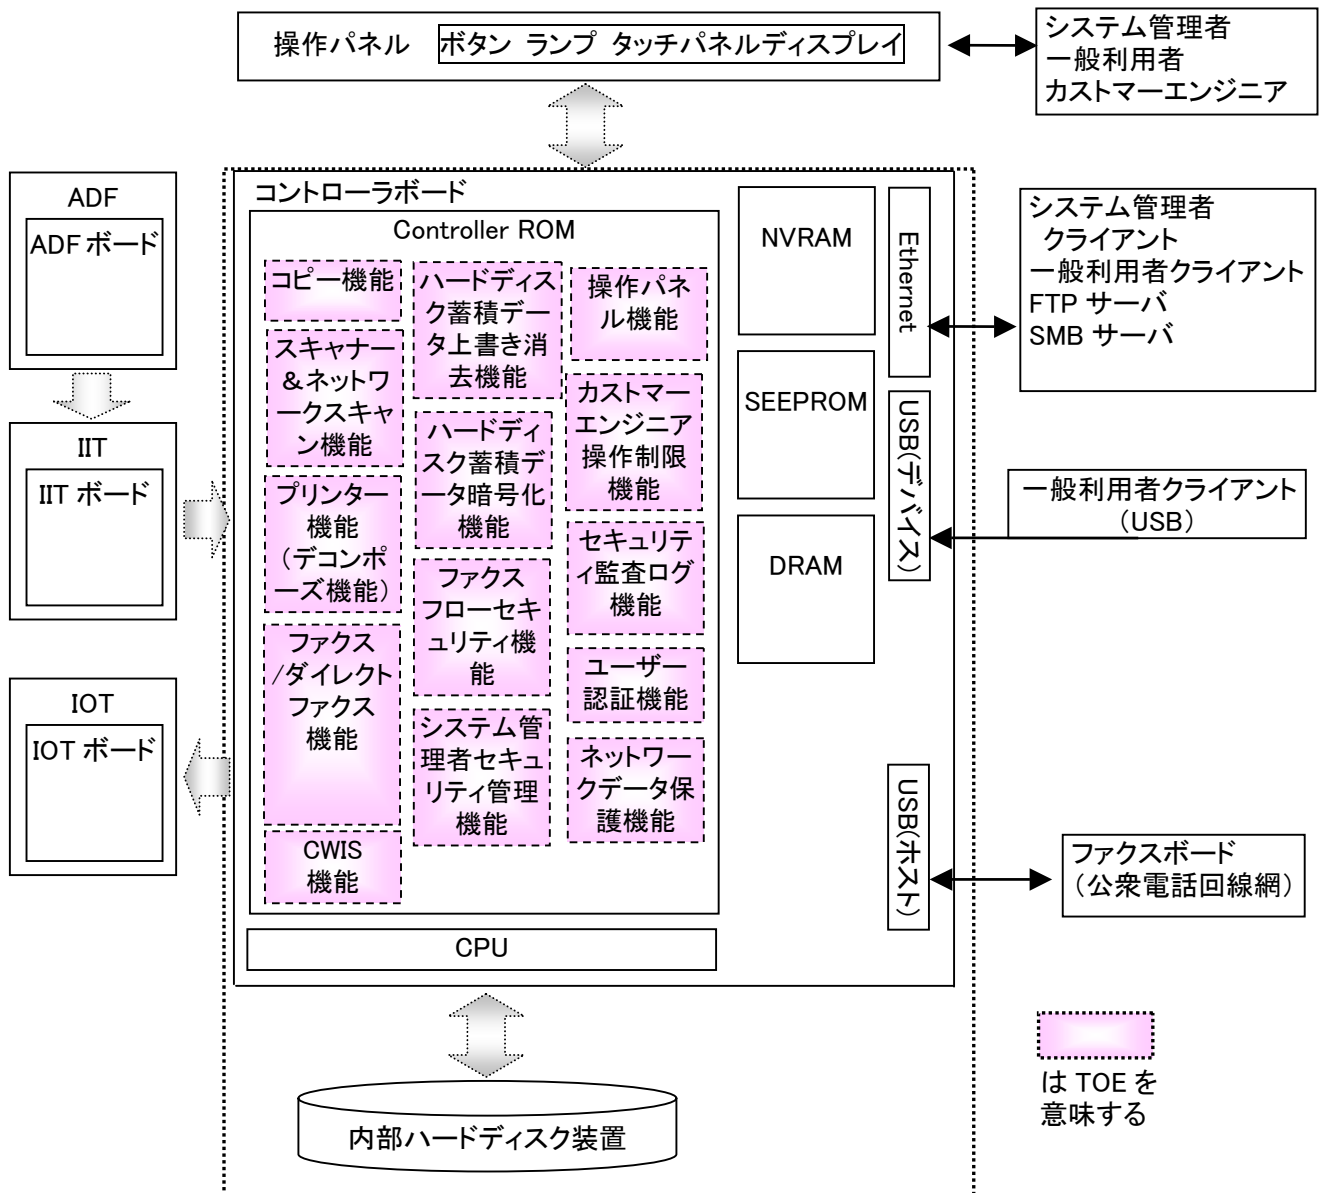 操作パネル ボタン ランプ タッチパネルディスプレイ
システム管理者
一般利用者
カストマーエンジニア
ADF
ADF ボード
IIT
IIT ボード
IOT
IOT ボード
コントローラボード
Controller ROM
コピー機能
スキャナー
＆ネットワ
ークスキャ
ン機能
プリンター
機能
（デコンポ
ーズ機能）
ファクス
/ダイレクト
ファクス
機能
CWIS
機能
ハードディス
ク蓄積デー
タ上書き消
去機能
ハードディ
スク蓄積デ
ータ暗号化
機能
ファクス
フローセキ
ュリティ機
能
システム管
理者セキュ
リティ管理
機能
操作パネ
ル機能
カストマー
エンジニア
操作制限
機能
セキュリテ
ィ監査ログ
機能
ユーザー
認証機能
ネットワー
クデータ保
護機能
NVRAM
SEEPROM
DRAM
Ethernet
USB(デバイス)
USB(ホスト)
CPU
内部ハードディスク装置
システム管理者
クライアント
一般利用者クライアント
FTP サーバ
SMB サーバ
一般利用者クライアント
（USB）
ファクスボード
（公衆電話回線網）
は TOE を
意味する